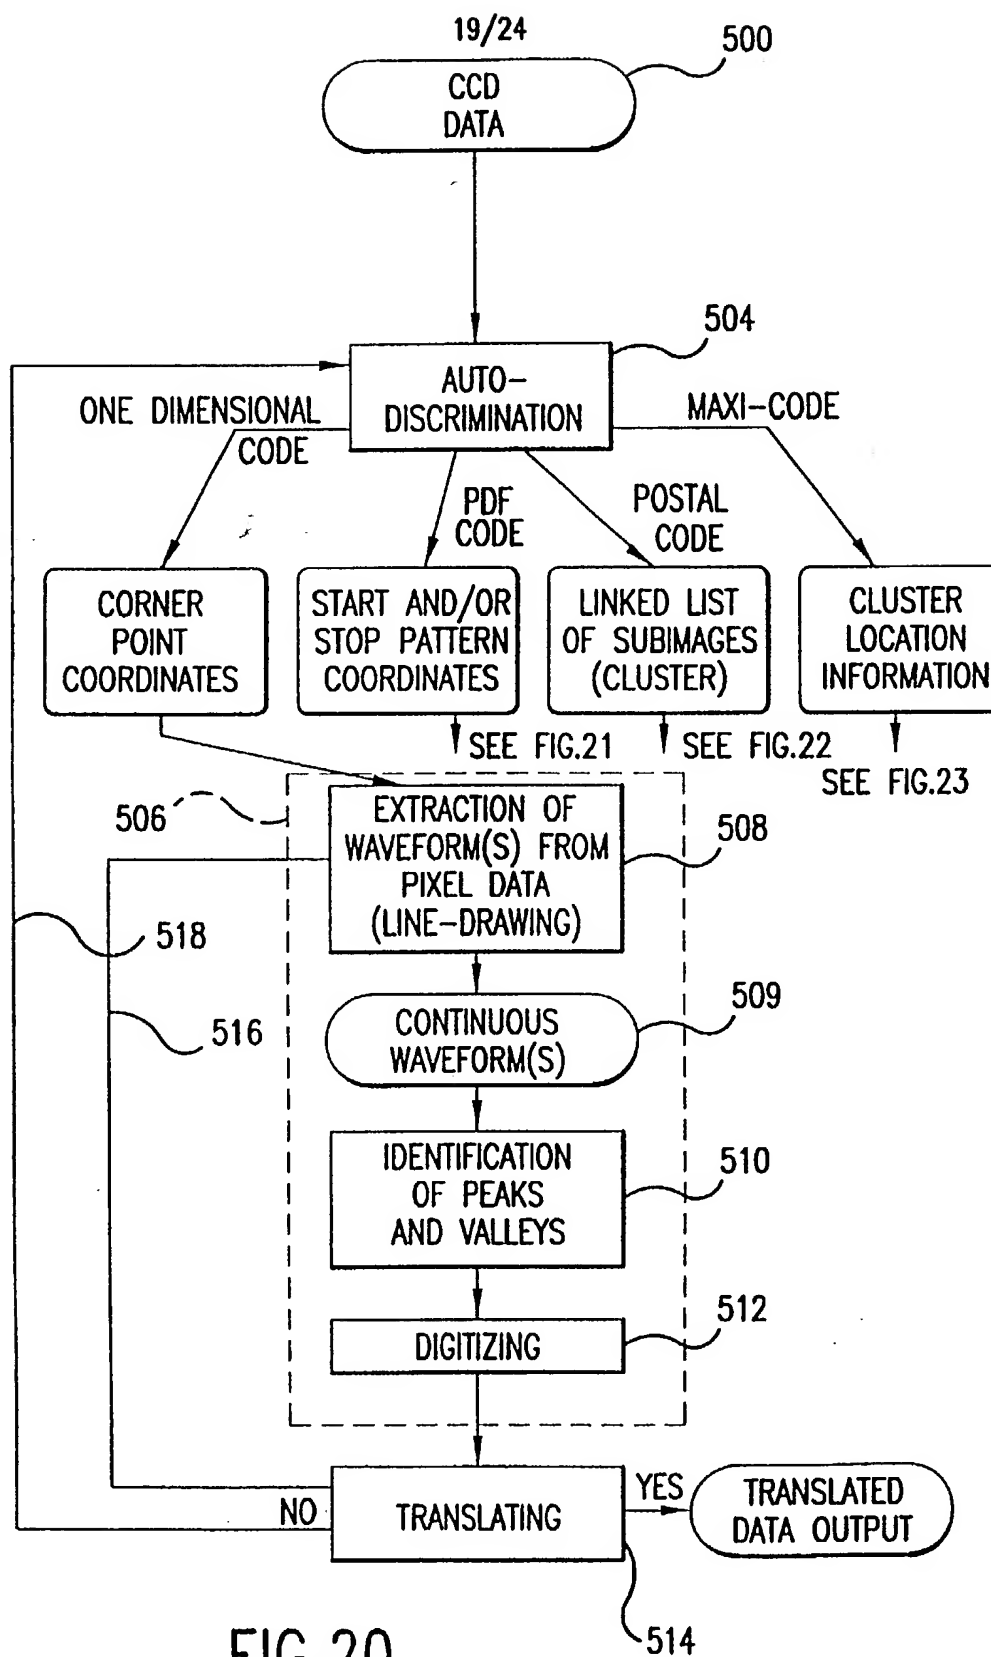 19/24
500
CCD
DATA
504
AUTO-
DISCRIMINATION
ONE DIMENSIONAL
CODE
MAXI-CODE
PDF
CODE
POSTAL
CODE
CORNER
POINT
COORDINATES
START AND/OR
STOP PATTERN
COORDINATES
LINKED LIST
OF SUBIMAGES
(CLUSTER)
CLUSTER
LOCATION
INFORMATION
SEE FIG.21
SEE FIG.22
SEE FIG.23
506
EXTRACTION OF
WAVEFORM(S) FROM
PIXEL DATA
(LINE-DRAWING)
508
518
516
CONTINUOUS
WAVEFORM(S)
509
IDENTIFICATION
OF PEAKS
AND VALLEYS
510
DIGITIZING
512
NO
TRANSLATING
YES
TRANSLATED
DATA OUTPUT
514
FIG.20